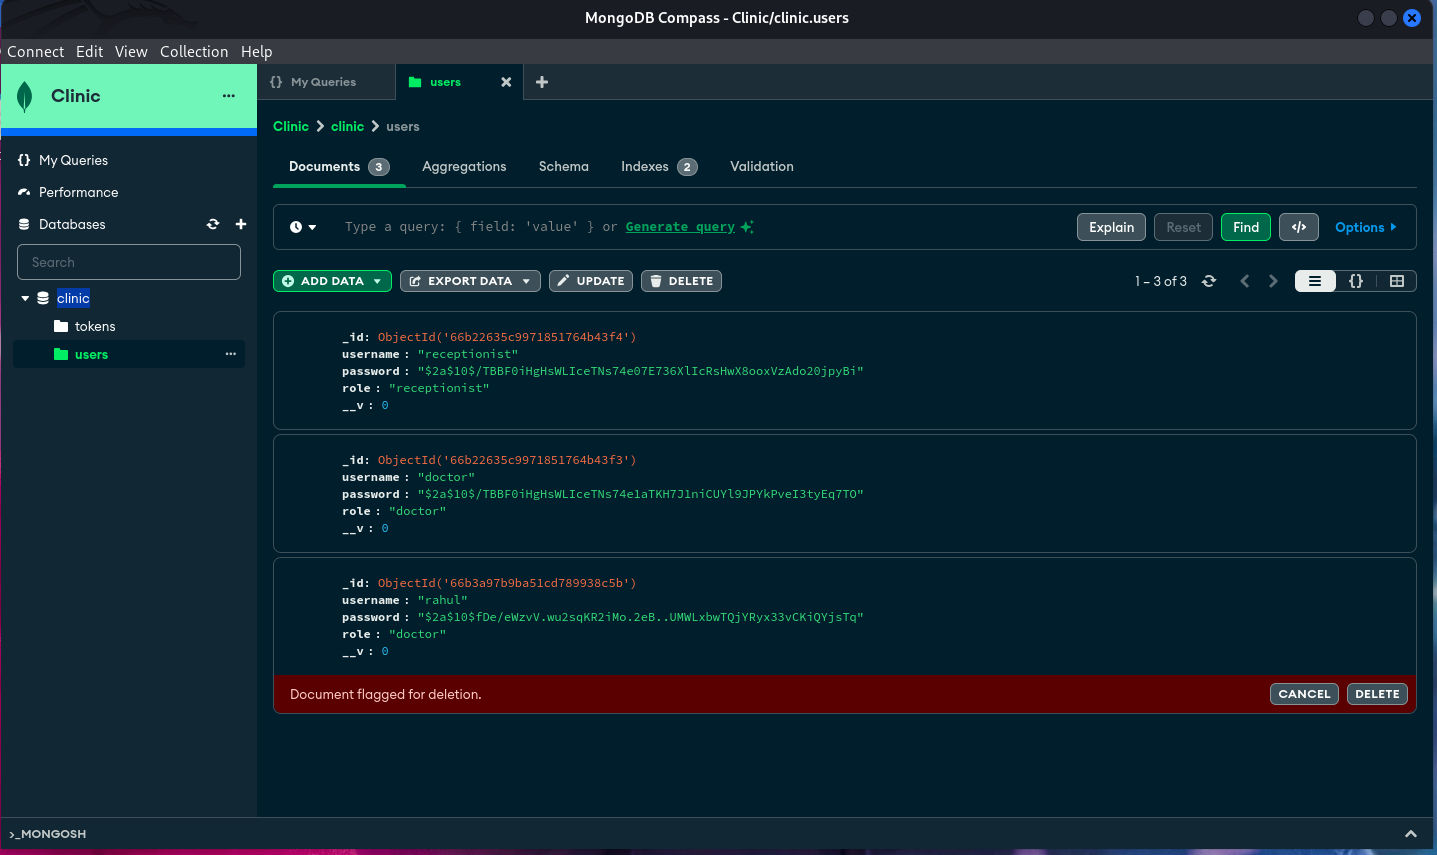 MongoDB Compass - Clinic/clinic.users
Connect Edit View Collection Help
Clinic
My Queries
users
Clinic > clinic > users
My Queries
Performance
Databases
Search
clinic
tokens
users
Documents 3 Aggregations Schema Indexes 2 Validation
Type a query: { field: 'value' } or Generate query
Explain Reset Find </> Options
ADD DATA EXPORT DATA UPDATE DELETE
1 – 3 of 3
_id: ObjectId('66b22635c9971851764b43f4')
username: "receptionist"
password: "$2a$10$/TBBF0iHgHsWLIceTNs74e07E736XlIcRsHwX8ooxVzAdo20jpyBi"
role: "receptionist"
__v: 0
_id: ObjectId('66b22635c9971851764b43f3')
username: "doctor"
password: "$2a$10$/TBBF0iHgHsWLIceTNs74e1aTKH7J1niCUYl9JPYkPveI3tyEq7TO"
role: "doctor"
__v: 0
_id: ObjectId('66b3a97b9ba51cd789938c5b')
username: "rahul"
password: "$2a$10$fDe/eWzvV.wu2sqKR2iMo.2eB..UMWLxbwTQjYRyx33vCKiQYjsTq"
role: "doctor"
__v: 0
Document flagged for deletion.
CANCEL DELETE
>_MONGOSH